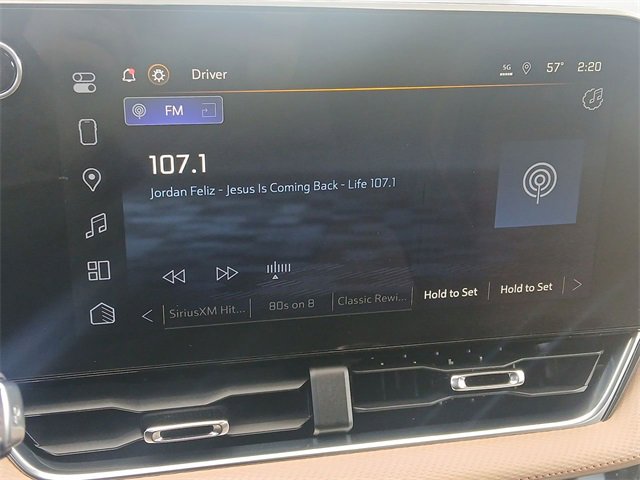 Driver
5G 57° 2:20
FM
107.1
Jordan Feliz - Jesus Is Coming Back - Life 107.1
SiriusXM Hit... 80s on 8 Classic Rewi... Hold to Set Hold to Set